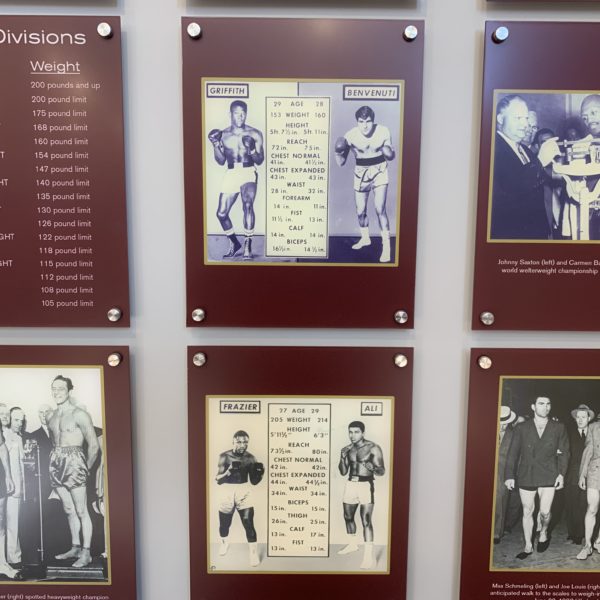 Divisions
Weight
200 pounds and up
200 pound limit
175 pound limit
168 pound limit
160 pound limit
154 pound limit
147 pound limit
140 pound limit
135 pound limit
130 pound limit
126 pound limit
122 pound limit
118 pound limit
115 pound limit
112 pound limit
108 pound limit
105 pound limit
GRIFFITH BENVENUTI
29 AGE 28
153 WEIGHT 160
HEIGHT
5ft. 7½ in. 5ft. 11in.
REACH
72 in. 75 in.
CHEST NORMAL
41 in. 41½ in.
CHEST EXPANDED
43 in. 43 in.
WAIST
28 in. 32 in.
FOREARM
14 in. 11 in.
FIST
11½ in. 13 in.
CALF
14 in. 14 in.
BICEPS
16½ in. 14½ in.
Johnny Saxton (left) and Carmen Ba
world welterweight championship
er (right) spotted heavyweight champion
FRAZIER ALI
27 AGE 29
205 WEIGHT 214
HEIGHT
5'11½" 6'3"
REACH
73½ in. 80 in.
CHEST NORMAL
42 in. 42 in.
CHEST EXPANDED
44 in. 44½ in.
WAIST
34 in. 34 in.
BICEPS
15 in. 15 in.
THIGH
26 in. 25 in.
CALF
13 in. 17 in.
FIST
13 in. 13 in.
Max Schmeling (left) and Joe Louis (righ
anticipated walk to the scales to weigh-in